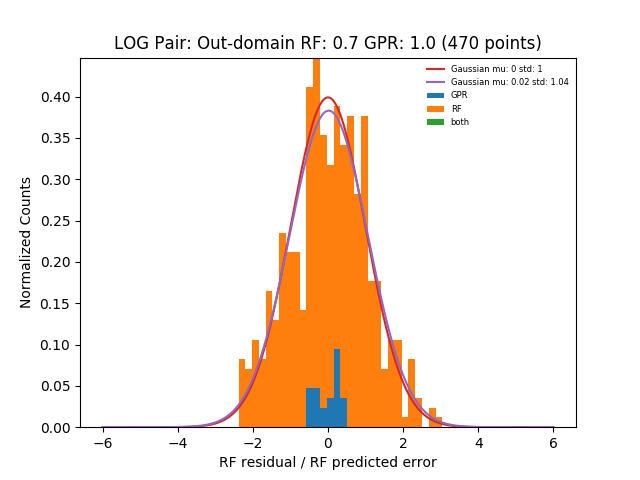 LOG Pair: Out-domain RF: 0.7 GPR: 1.0 (470 points)
Gaussian mu: 0 std: 1
Gaussian mu: 0.02 std: 1.04
GPR
RF
both
Normalized Counts
0.40
0.35
0.30
0.25
0.20
0.15
0.10
0.05
0.00
−6 −4 −2 0 2 4 6
RF residual / RF predicted error